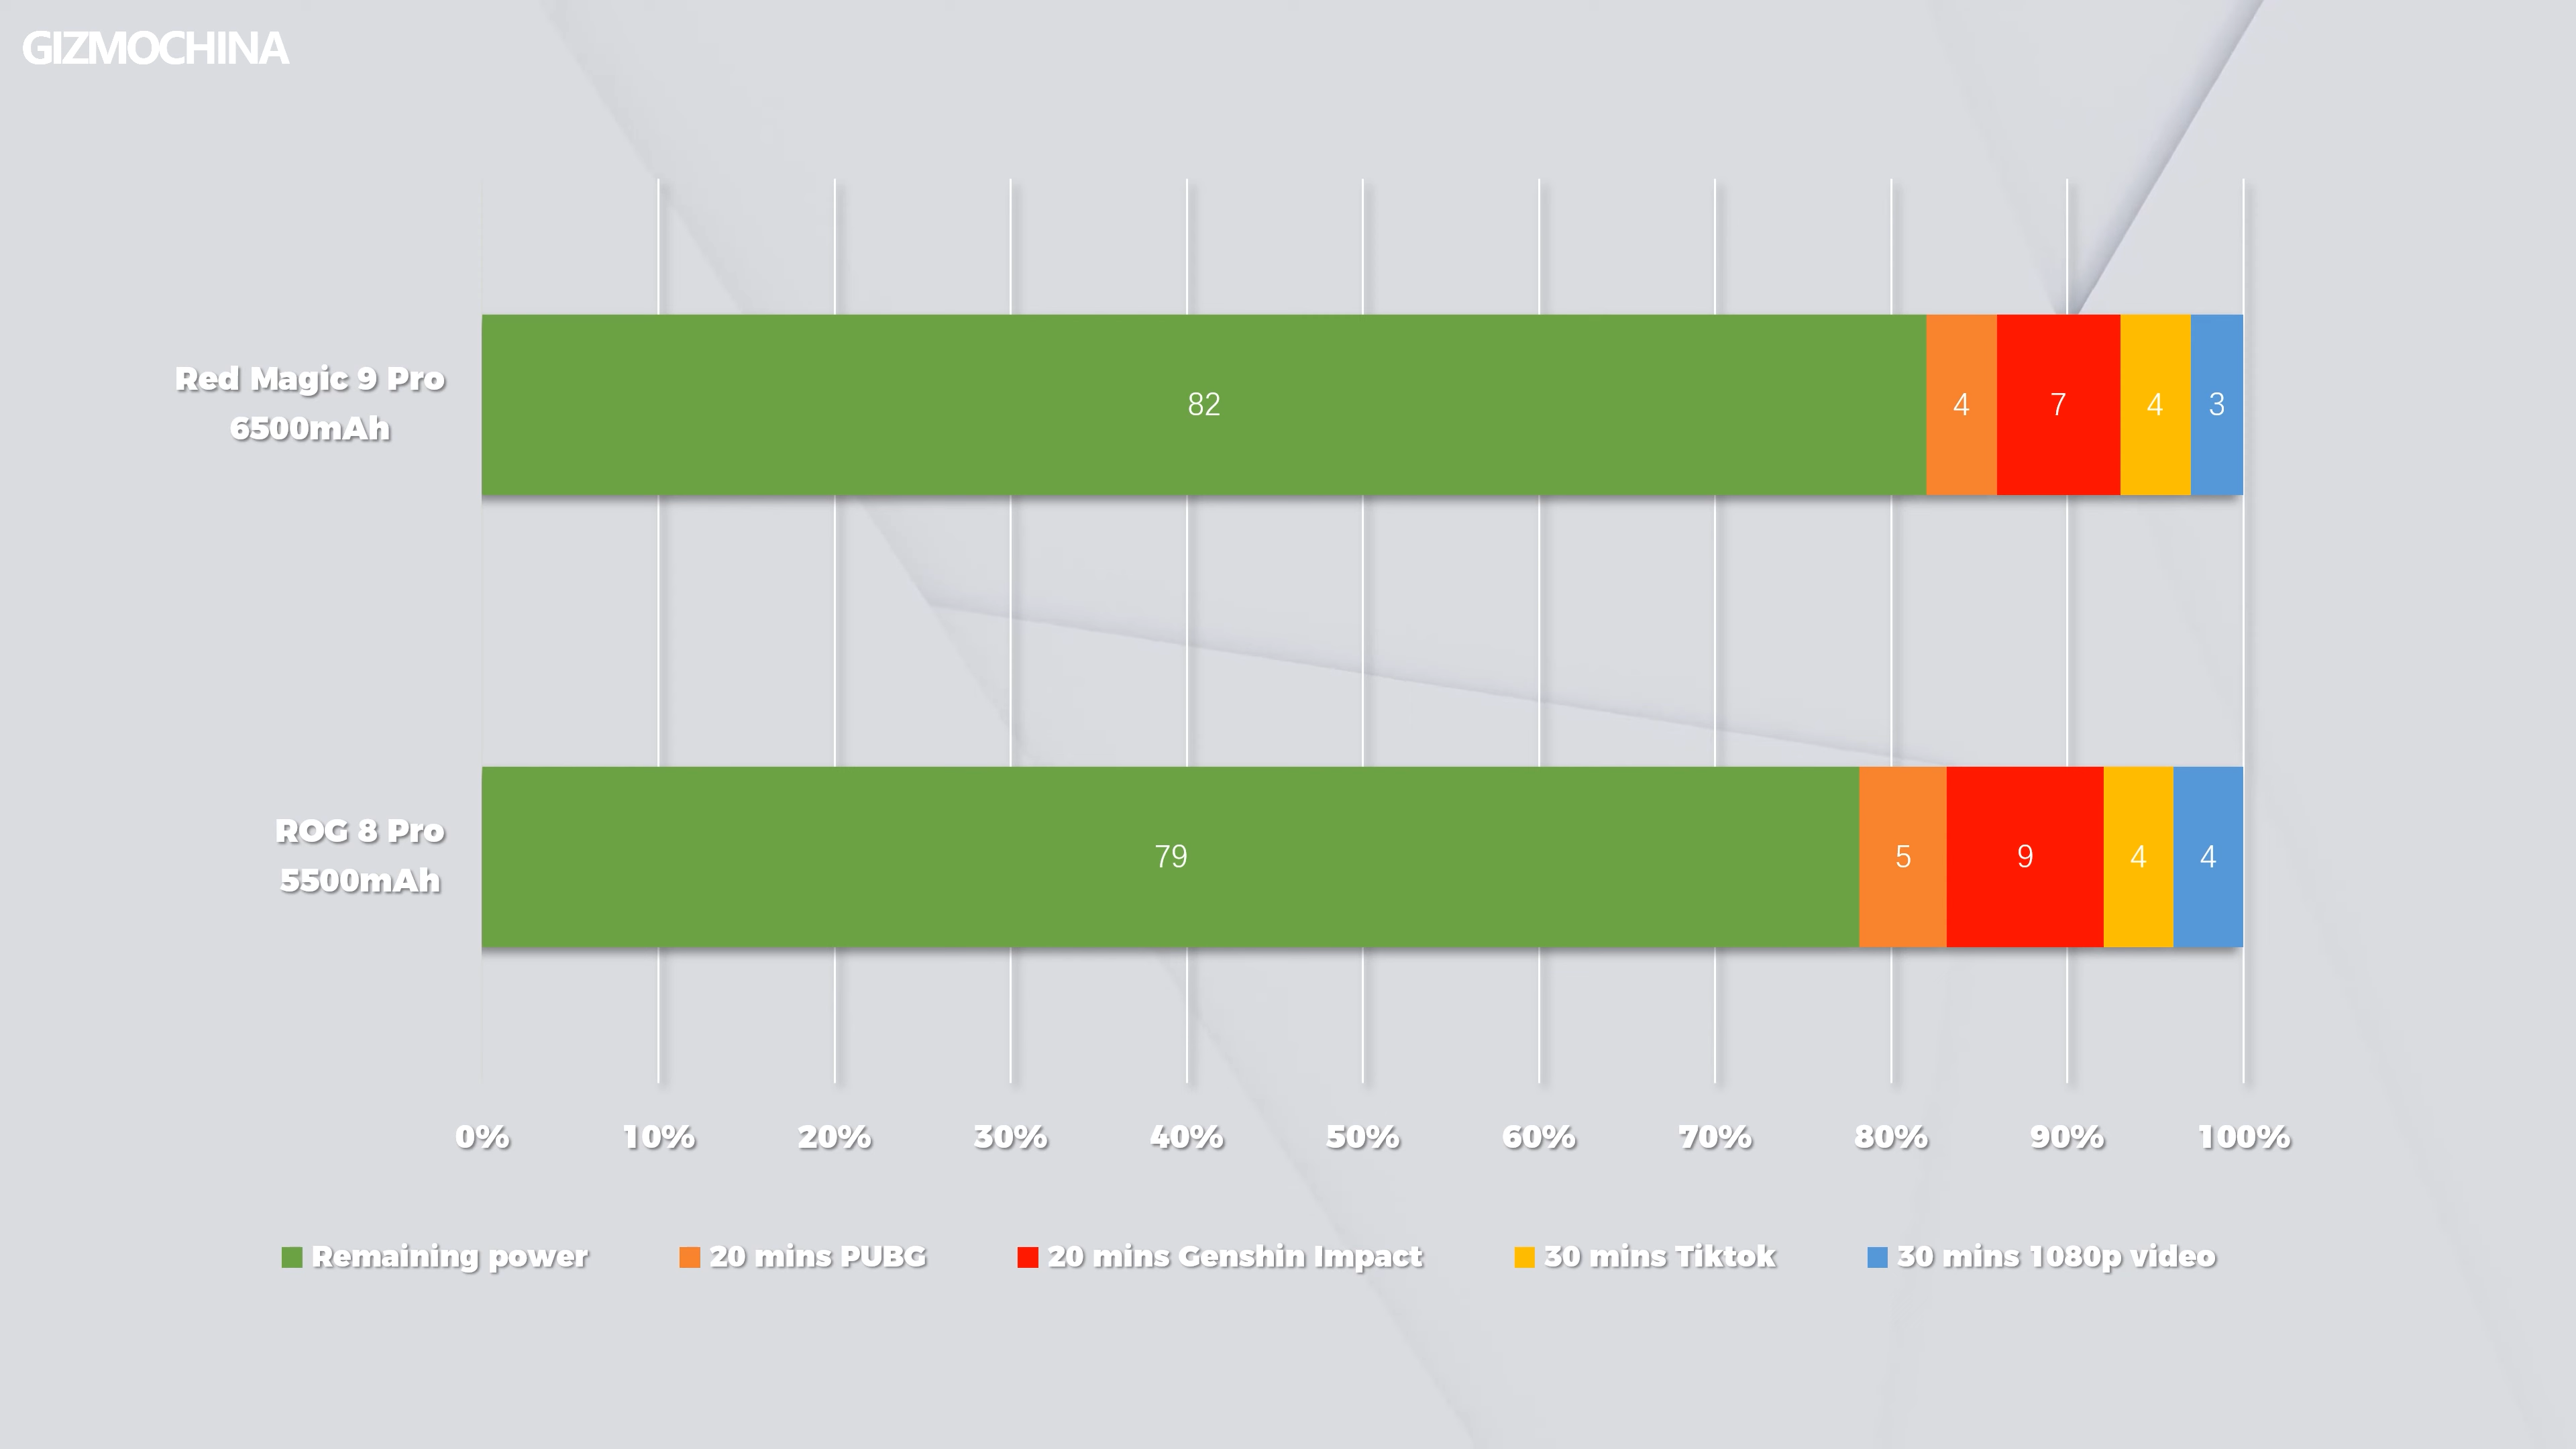 GIZMOCHINA
Red Magic 9 Pro
6500mAh
82
4
7
4
3
ROG 8 Pro
5500mAh
79
5
9
4
4
0%
10%
20%
30%
40%
50%
60%
70%
80%
90%
100%
Remaining power
20 mins PUBG
20 mins Genshin Impact
30 mins Tiktok
30 mins 1080p video